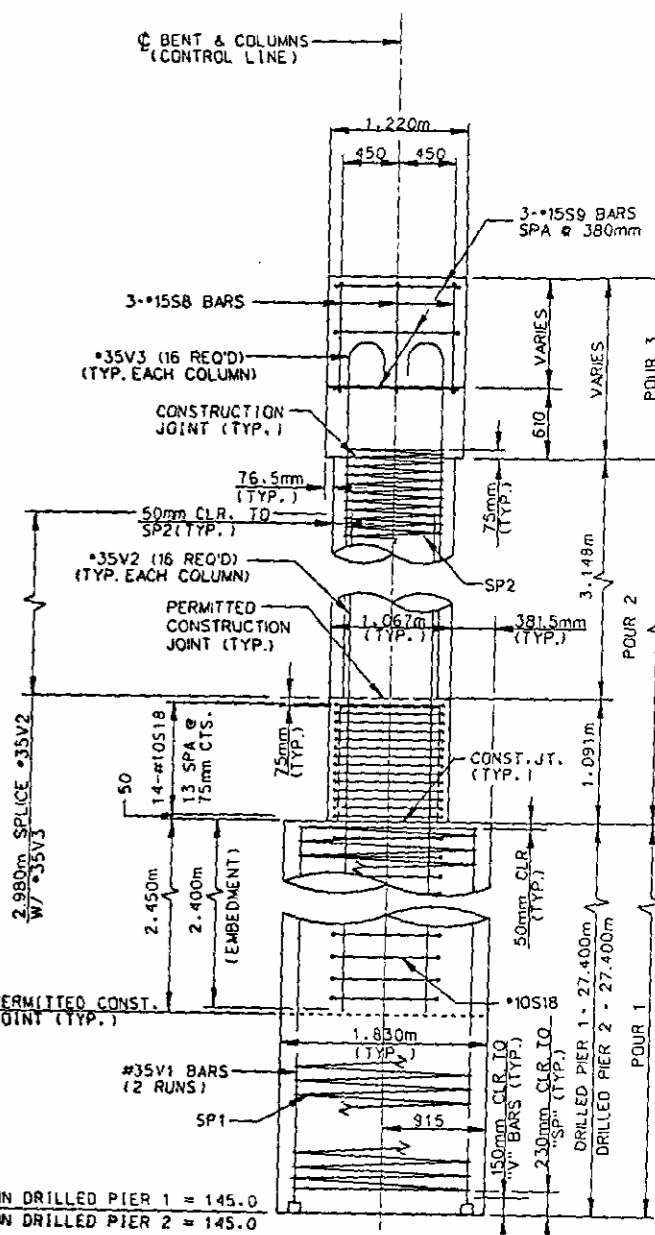 ℄ BENT & COLUMNS
(CONTROL LINE)
1.220m
450
450
3-#15S9 BARS
SPA @ 380mm
3-#15S8 BARS
#35V3 (16 REQ'D)
(TYP. EACH COLUMN)
VARIES
VARIES
POUR 3
610
CONSTRUCTION
JOINT (TYP.)
76.5mm
(TYP.)
75mm
(TYP.)
50mm CLR. TO
SP2(TYP.)
SP2
#35V2 (16 REQ'D)
(TYP. EACH COLUMN)
3.148m
POUR 2
PERMITTED
CONSTRUCTION
JOINT (TYP.)
1.067m
(TYP.)
381.5mm
(TYP.)
2.980m SPLICE #35V2
W/ #35V3
50
14-#10S18
13 SPA @
75mm CTS.
75mm
(TYP.)
CONST.JT.
(TYP.)
1.091m
2.450m
2.400m
(EMBEDMENT)
50mm CLR
(TYP.)
ERMITTED CONST.
OINT (TYP.)
#10S18
1.830m
(TYP.)
#35V1 BARS
(2 RUNS)
SP1
915
150mm CLR TO
"V" BARS (TYP.)
230mm CLR TO
"SP" (TYP.)
DRILLED PIER 1 - 27.400m
DRILLED PIER 2 - 27.400m
POUR 1
IN DRILLED PIER 1 = 145.0
ON DRILLED PIER 2 = 145.0